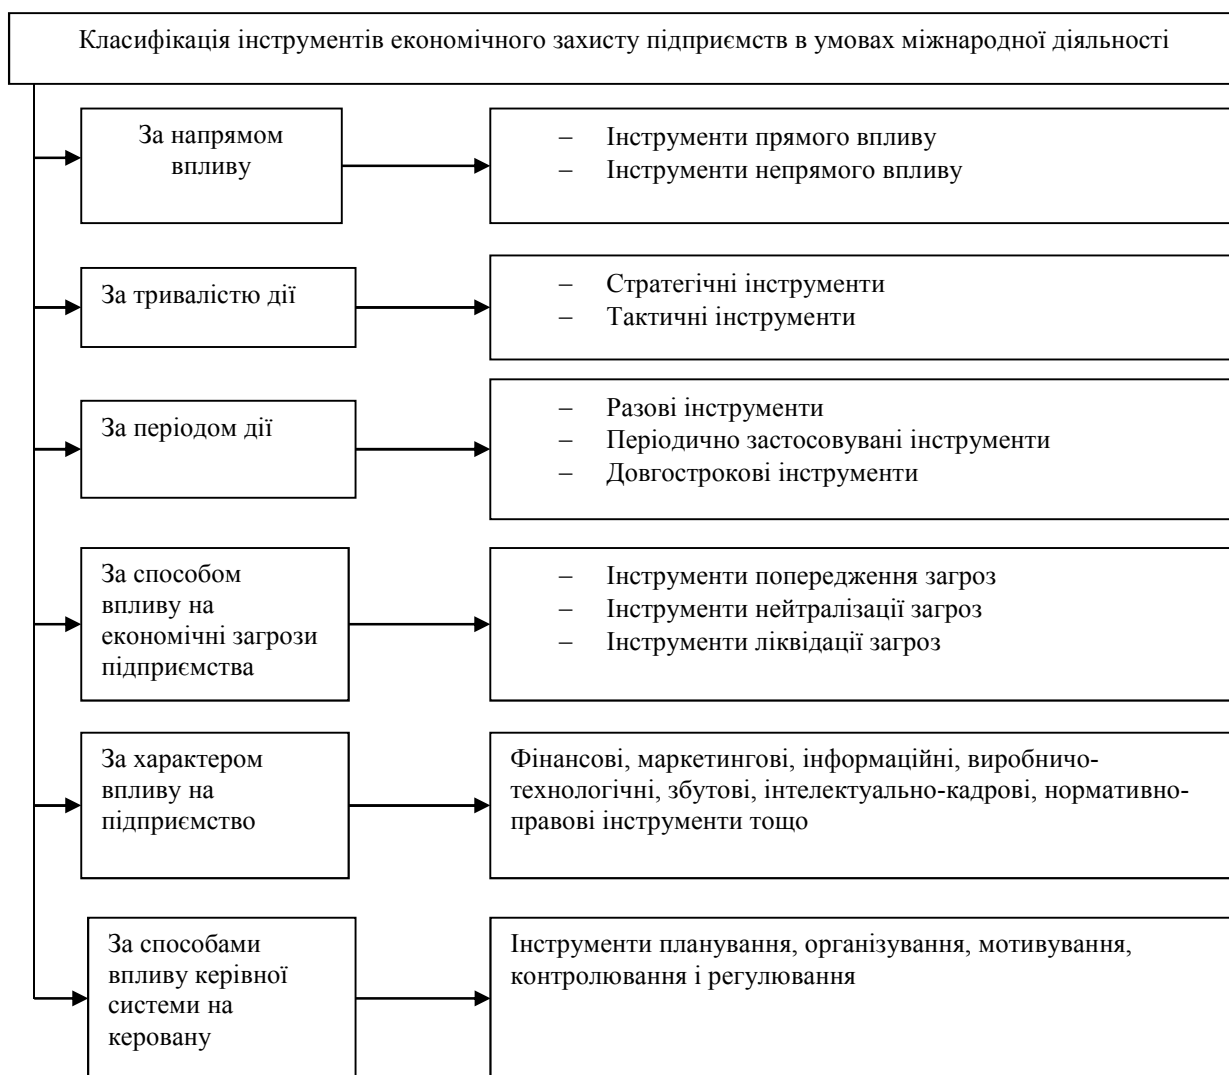 Класифікація інструментів економічного захисту підприємств в умовах міжнародної діяльності
За напрямом
впливу
– Інструменти прямого впливу
– Інструменти непрямого впливу
За тривалістю дії
– Стратегічні інструменти
– Тактичні інструменти
За періодом дії
– Разові інструменти
– Періодично застосовувані інструменти
– Довгострокові інструменти
За способом
впливу на
економічні загрози
підприємства
– Інструменти попередження загроз
– Інструменти нейтралізації загроз
– Інструменти ліквідації загроз
За характером
впливу на
підприємство
Фінансові, маркетингові, інформаційні, виробничо-
технологічні, збутові, інтелектуально-кадрові, нормативно-
правові інструменти тощо
За способами
впливу керівної
системи на
керовану
Інструменти планування, організування, мотивування,
контролювання і регулювання